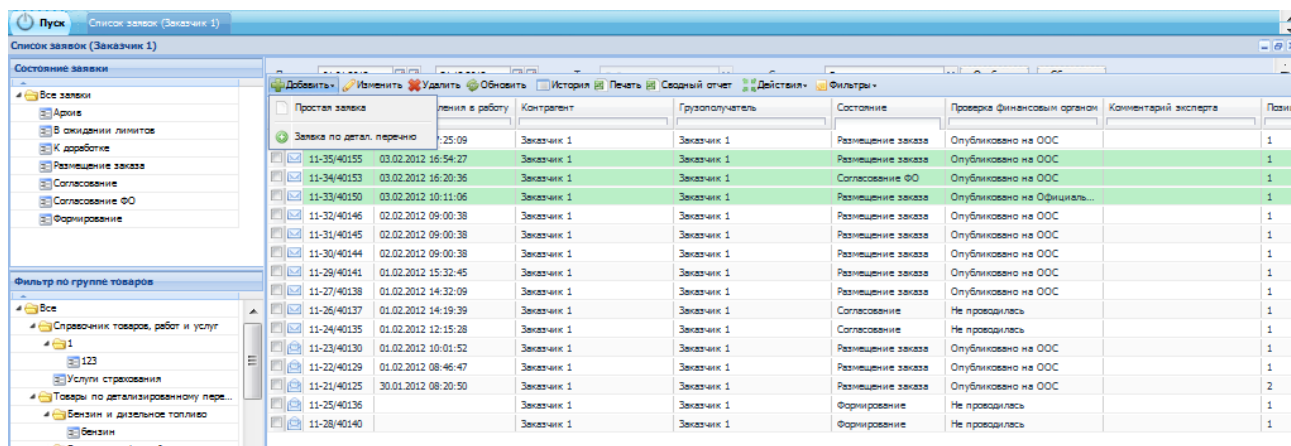 Пуск Список заявок (Заказчик 1)
Список заявок (Заказчик 1)
Состояние заявки
Все заявки
Архив
В ожидании лимитов
К доработке
Размещение заказа
Согласование
Согласование ФО
Формирование
Фильтр по группе товаров
Все
Справочник товаров, работ и услуг
1
123
Услуги страхования
Товары по детализированному пере...
Бензин и дизельное топливо
бензин
Добавить Изменить Удалить Обновить История Печать Сводный отчет Действия Фильтры
Простая заявка
Заявка по детал. перечню
ления в работу Контрагент Грузополучатель Состояние Проверка финансовым органом Комментарий эксперта Пози
:25:09 Заказчик 1 Заказчик 1 Размещение заказа Опубликовано на ООС 1
11-35/40155 03.02.2012 16:54:27 Заказчик 1 Заказчик 1 Размещение заказа Опубликовано на ООС 1
11-34/40153 03.02.2012 16:20:36 Заказчик 1 Заказчик 1 Согласование ФО Опубликовано на ООС 1
11-33/40150 03.02.2012 10:11:06 Заказчик 1 Заказчик 1 Размещение заказа Опубликовано на Официаль... 1
11-32/40146 02.02.2012 09:00:38 Заказчик 1 Заказчик 1 Размещение заказа Опубликовано на ООС 1
11-31/40145 02.02.2012 09:00:38 Заказчик 1 Заказчик 1 Размещение заказа Опубликовано на ООС 1
11-30/40144 02.02.2012 09:00:38 Заказчик 1 Заказчик 1 Размещение заказа Опубликовано на ООС 1
11-29/40141 01.02.2012 15:32:45 Заказчик 1 Заказчик 1 Размещение заказа Опубликовано на ООС 1
11-27/40138 01.02.2012 14:32:09 Заказчик 1 Заказчик 1 Размещение заказа Опубликовано на ООС 1
11-26/40137 01.02.2012 14:19:39 Заказчик 1 Заказчик 1 Согласование Не проводилась 1
11-24/40135 01.02.2012 12:15:28 Заказчик 1 Заказчик 1 Согласование Не проводилась 1
11-23/40130 01.02.2012 10:01:52 Заказчик 1 Заказчик 1 Размещение заказа Опубликовано на ООС 1
11-22/40129 01.02.2012 08:46:47 Заказчик 1 Заказчик 1 Размещение заказа Опубликовано на ООС 1
11-21/40125 30.01.2012 08:20:50 Заказчик 1 Заказчик 1 Размещение заказа Опубликовано на ООС 2
11-25/40136 Заказчик 1 Заказчик 1 Формирование Не проводилась 1
11-28/40140 Заказчик 1 Заказчик 1 Формирование Не проводилась 1